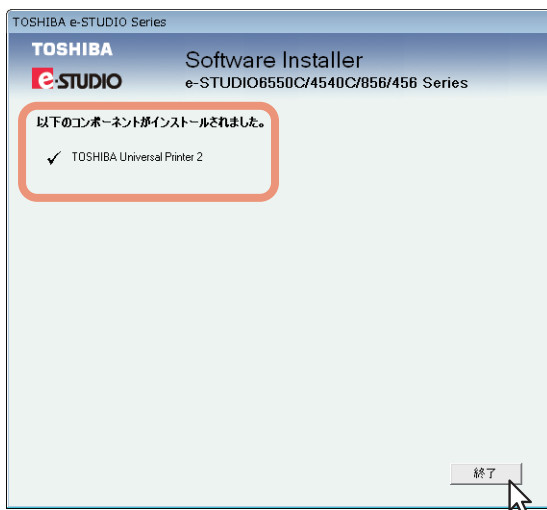 TOSHIBA e-STUDIO Series
TOSHIBA
e-STUDIO
Software Installer
e-STUDIO6550C/4540C/856/456 Series
以下のコンポーネントがインストールされました。
✓ TOSHIBA Universal Printer 2
終了